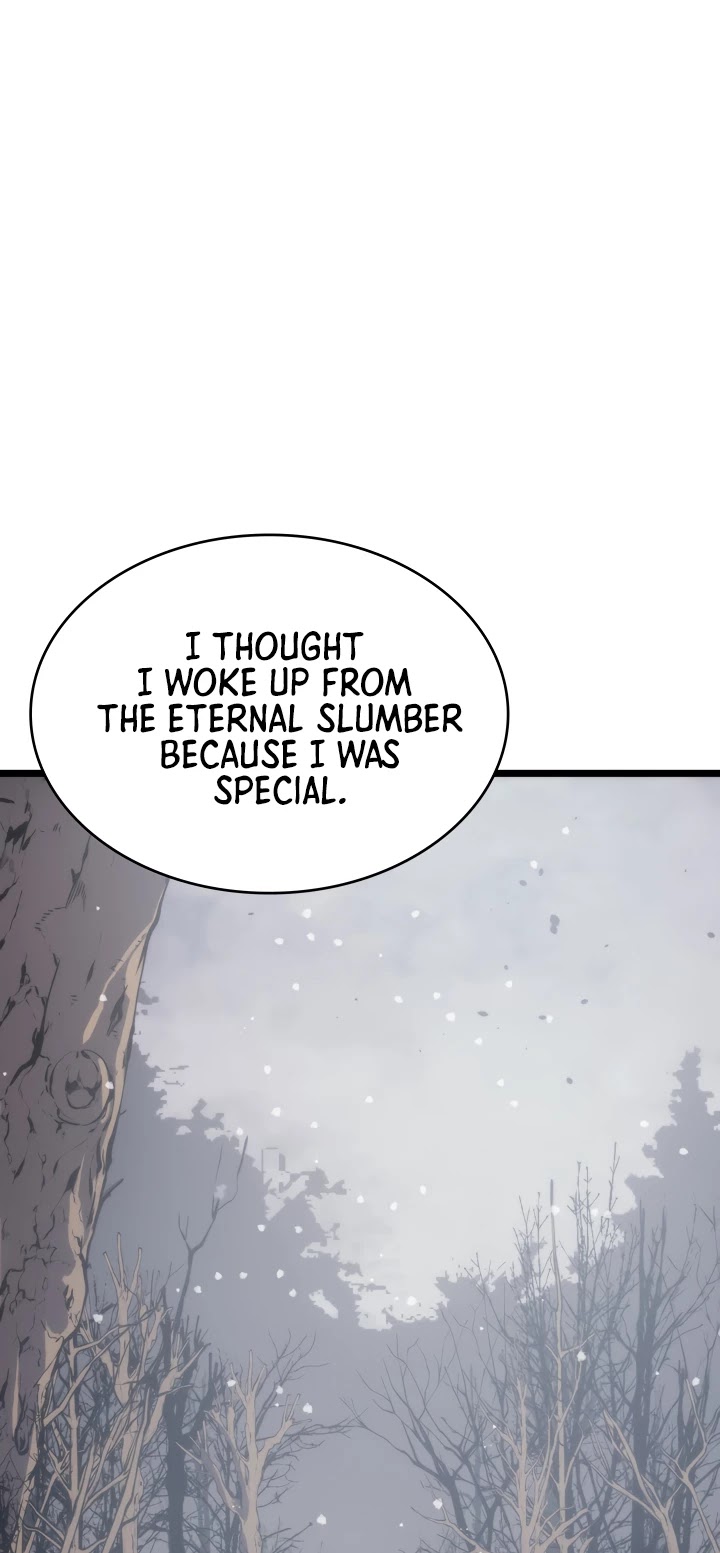 I THOUGHT
I WOKE UP FROM
THE ETERNAL SLUMBER
BECAUSE I WAS
SPECIAL.